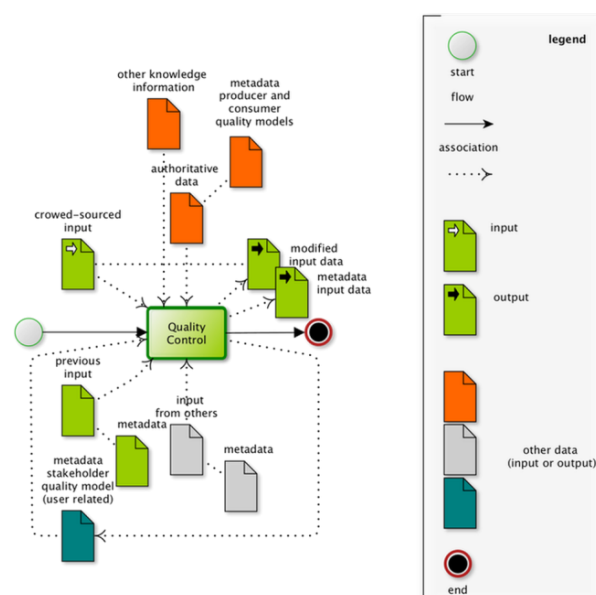 other knowledge
information
metadata
producer and
consumer
quality models
authoritative
data
crowed-sourced
input
modified
input data
metadata
input data
Quality
Control
previous
input
metadata
input
from others
metadata
metadata
stakeholder
quality model
(user related)
legend
start
flow
association
input
output
other data
(input or output)
end